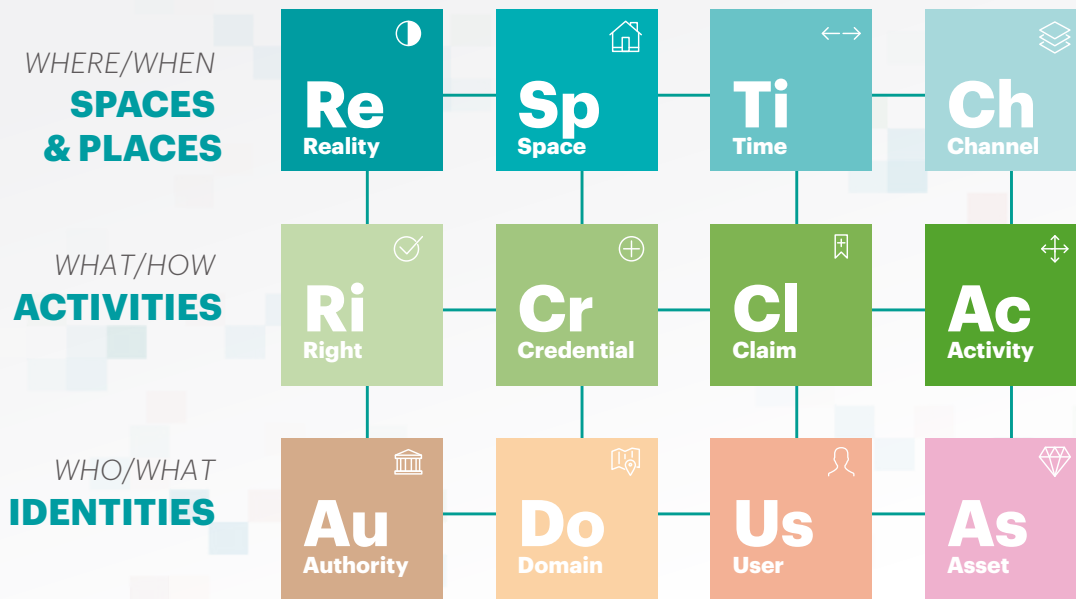 WHERE/WHEN
SPACES
& PLACES
Re
Reality
Sp
Space
Ti
Time
Ch
Channel
WHAT/HOW
ACTIVITIES
Ri
Right
Cr
Credential
Cl
Claim
Ac
Activity
WHO/WHAT
IDENTITIES
Au
Authority
Do
Domain
Us
User
As
Asset